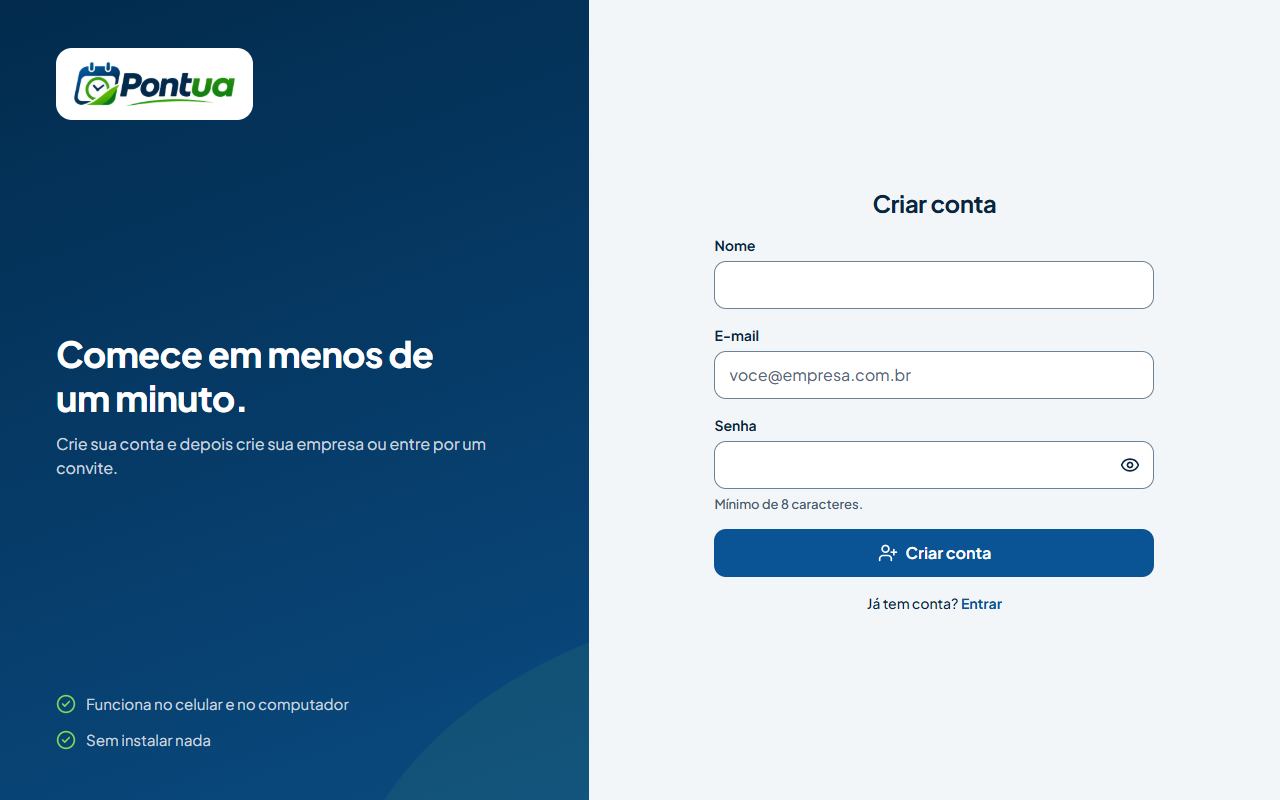 Pontua
Comece em menos de
um minuto.
Crie sua conta e depois crie sua empresa ou entre por um
convite.
Funciona no celular e no computador
Sem instalar nada
Criar conta
Nome
E-mail
voce@empresa.com.br
Senha
Mínimo de 8 caracteres.
Criar conta
Já tem conta? Entrar